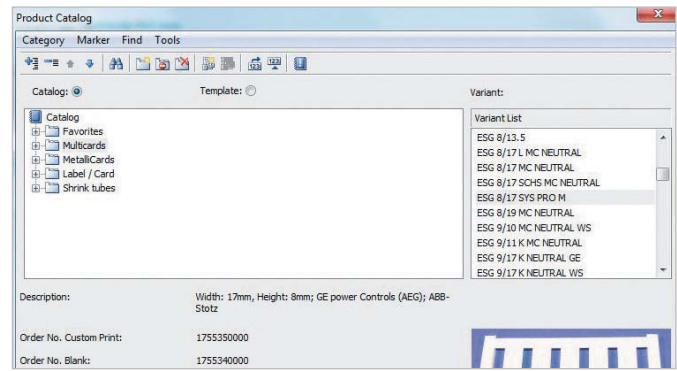 Product Catalog
Category Marker Find Tools
Catalog: Template: Variant:
Catalog
Favorites
Multicards
MetalliCards
Label / Card
Shrink tubes
Variant List
ESG 8/13.5
ESG 8/17 L MC NEUTRAL
ESG 8/17 MC NEUTRAL
ESG 8/17 SCHS MC NEUTRAL
ESG 8/17 SYS PRO M
ESG 8/19 MC NEUTRAL
ESG 9/10 MC NEUTRAL WS
ESG 9/11 K MC NEUTRAL
ESG 9/17 K NEUTRAL GE
ESG 9/17 K NEUTRAL WS
Description: Width: 17mm, Height: 8mm; GE power Controls (AEG); ABB-
Stotz
Order No. Custom Print: 1755350000
Order No. Blank: 1755340000